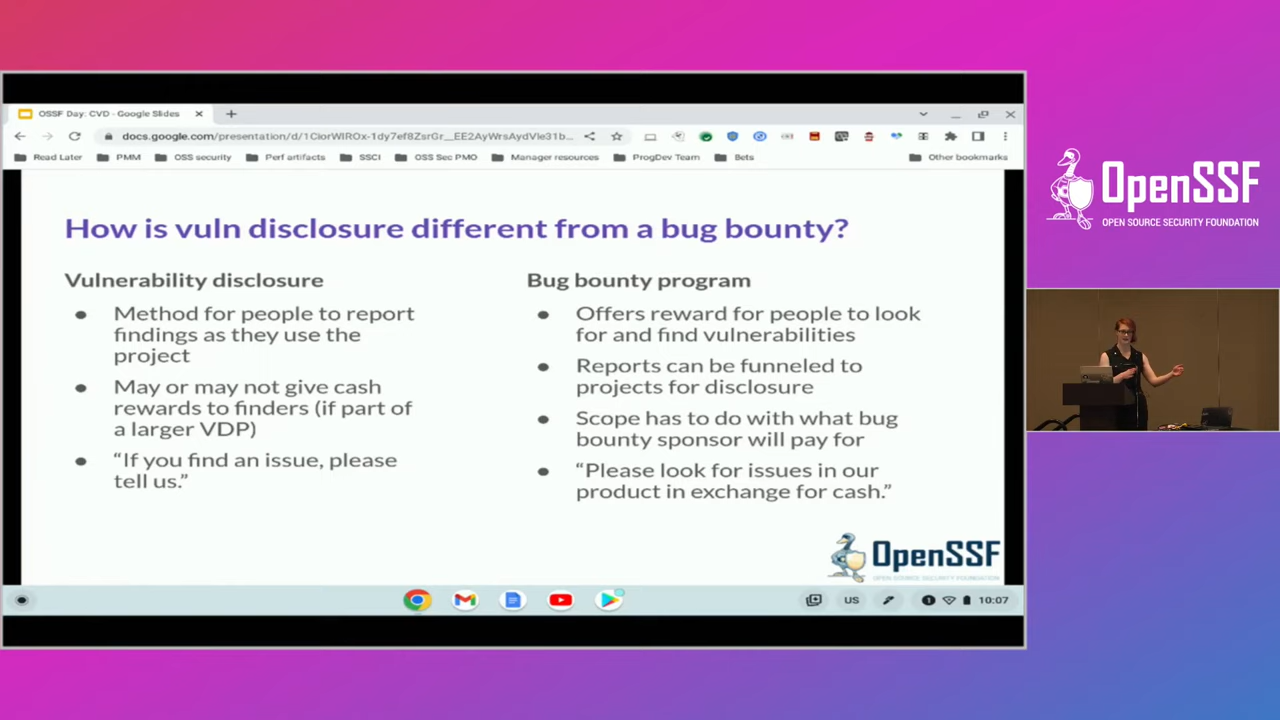 OSSF Day: CVD - Google Slides
Read Later
PMM
OSS security
Perf artifacts
SSCI
OSS Sec PMO
Manager resources
ProgDev Team
Bets
Other bookmarks
How is vuln disclosure different from a bug bounty?
Vulnerability disclosure
● Method for people to report
findings as they use the
project
● May or may not give cash
rewards to finders (if part of
a larger VDP)
● “If you find an issue, please
tell us.”
Bug bounty program
● Offers reward for people to look
for and find vulnerabilities
● Reports can be funneled to
projects for disclosure
● Scope has to do with what bug
bounty sponsor will pay for
● “Please look for issues in our
product in exchange for cash.”
OpenSSF
OPEN SOURCE SECURITY FOUNDATION
US
10:07
OpenSSF
OPEN SOURCE SECURITY FOUNDATION